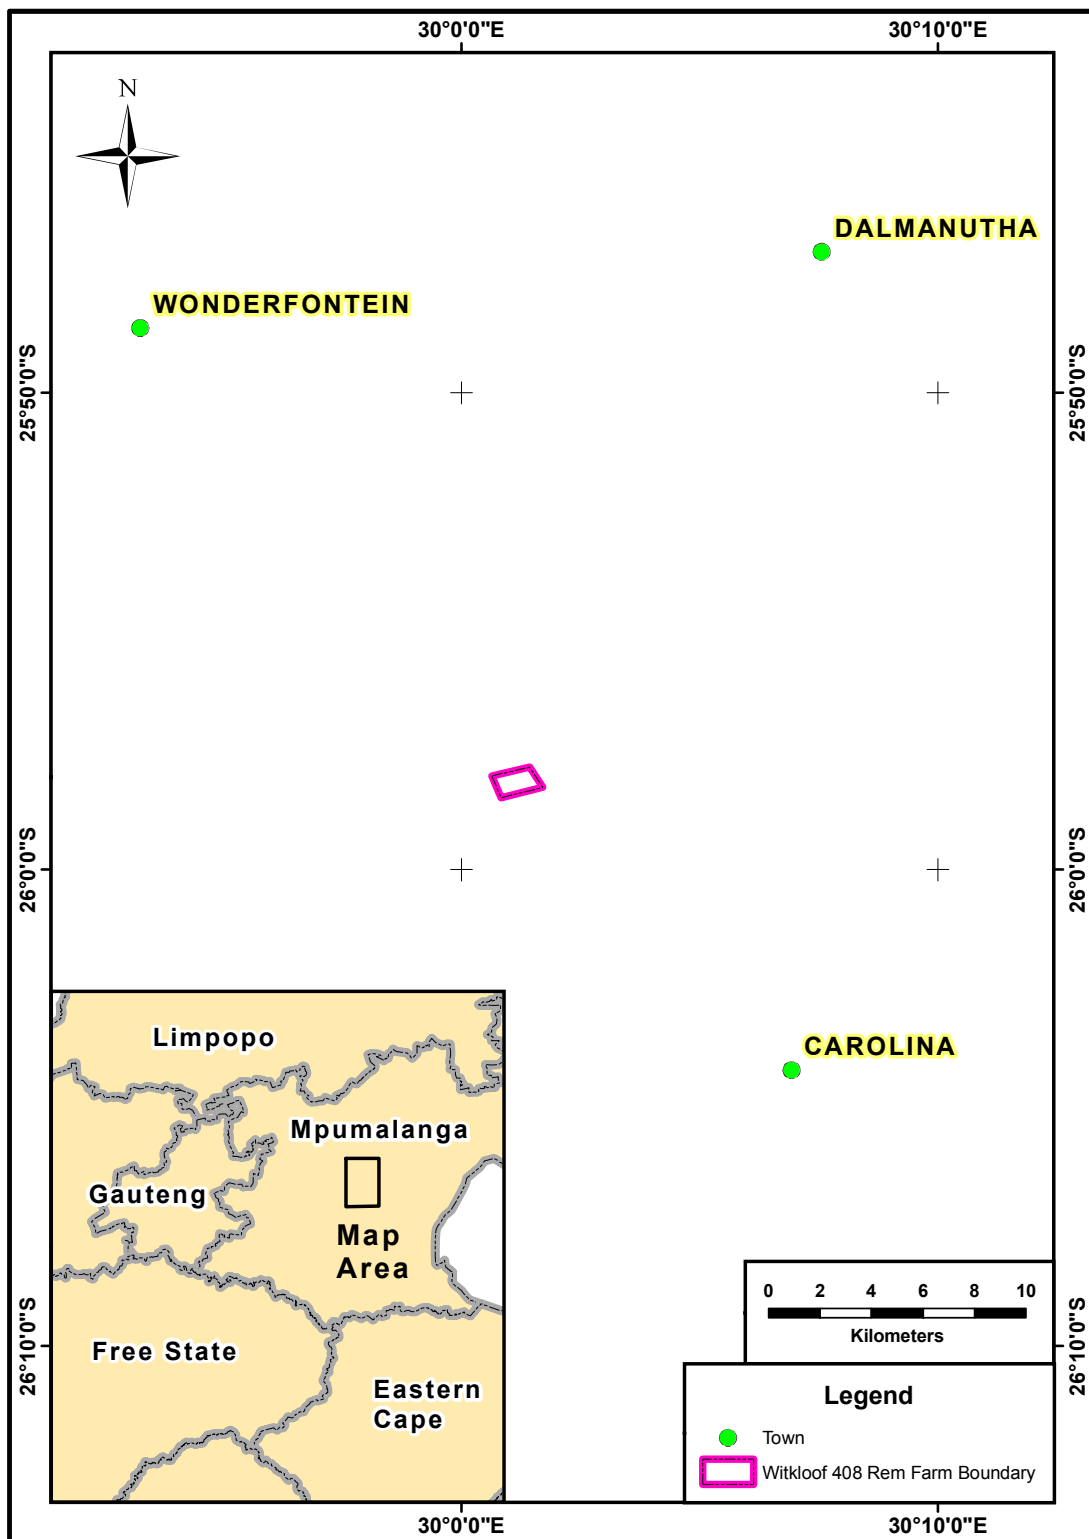 30°0'0"E
30°10'0"E
N
DALMANUTHA
WONDERFONTEIN
25°50'0"S
25°50'0"S
26°0'0"S
26°0'0"S
CAROLINA
Limpopo
Mpumalanga
Gauteng
Map
Area
Free State
Eastern
Cape
0 2 4 6 8 10
Kilometers
26°10'0"S
26°10'0"S
Legend
Town
Witkloof 408 Rem Farm Boundary
30°0'0"E
30°10'0"E